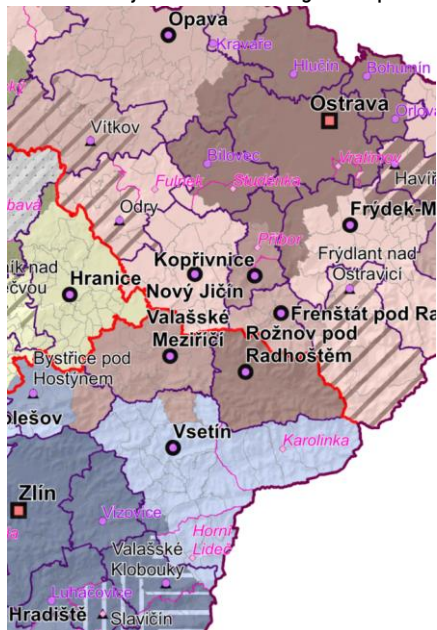 Opava
Kravaře
Hlučín
Bohumín
Ostrava
Orlov
Vítkov
Bílovec
Vratimov
Havíř
Fulnek
Studénka
Odry
Příbor
Frýdek-M
Kopřivnice
Frýdlant nad
Ostravicí
Hranice
Nový Jičín
Frenštát pod Ra
Valašské
Meziříčí
Rožnov pod
Radhoštěm
Bystřice pod
Hostýnem
olešov
Vsetín
Karolinka
Zlín
Vizovice
Horní
Lideč
Valašské
Klobouky
Luhačovice
Hradiště
Slavičín